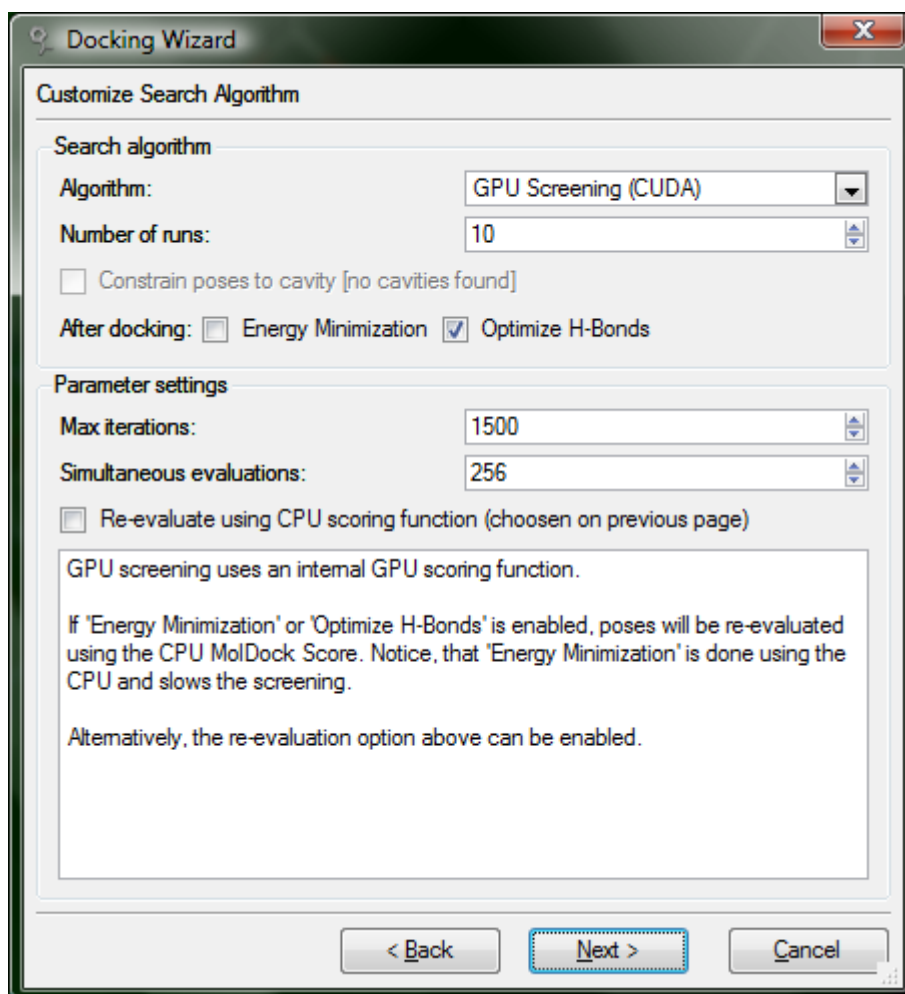 Docking Wizard
Customize Search Algorithm
Search algorithm
Algorithm: GPU Screening (CUDA)
Number of runs: 10
Constrain poses to cavity [no cavities found]
After docking: Energy Minimization Optimize H-Bonds
Parameter settings
Max iterations: 1500
Simultaneous evaluations: 256
Re-evaluate using CPU scoring function (choosen on previous page)
GPU screening uses an internal GPU scoring function.
If 'Energy Minimization' or 'Optimize H-Bonds' is enabled, poses will be re-evaluated
using the CPU MolDock Score. Notice, that 'Energy Minimization' is done using the
CPU and slows the screening.
Alternatively, the re-evaluation option above can be enabled.
< Back Next > Cancel